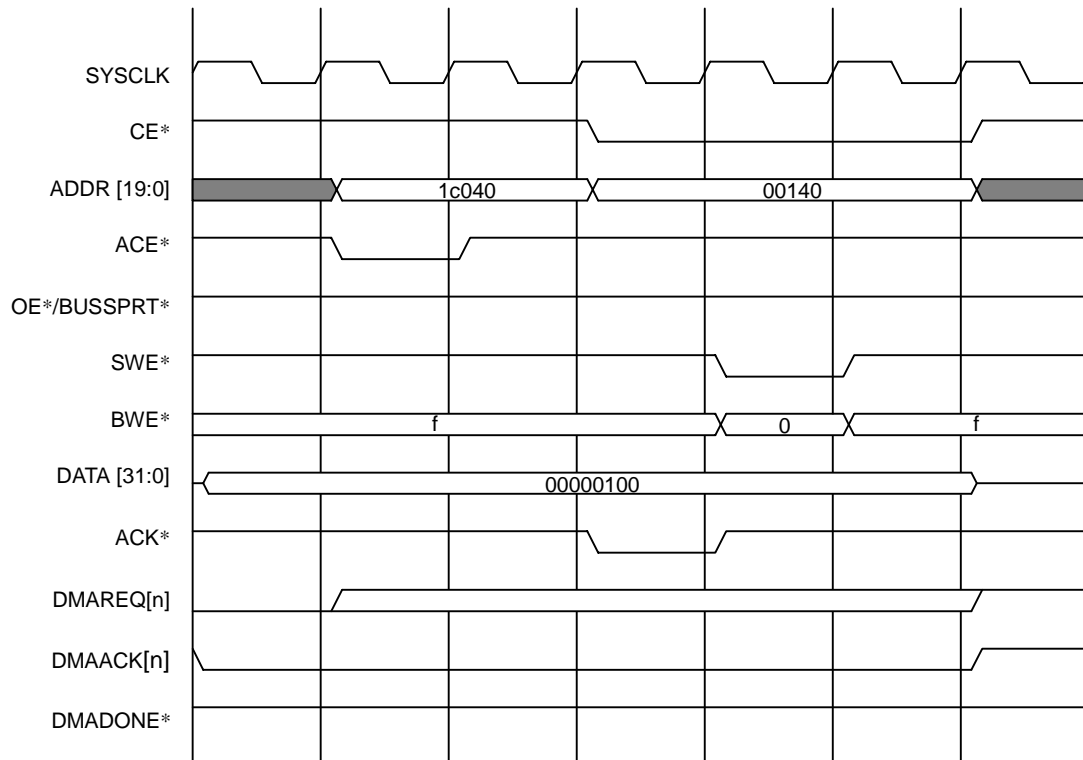 SYSCLK
CE*
ADDR [19:0]
1c040
00140
ACE*
OE*/BUSSPRT*
SWE*
BWE*
f
0
f
DATA [31:0]
00000100
ACK*
DMAREQ[n]
DMAACK[n]
DMADONE*